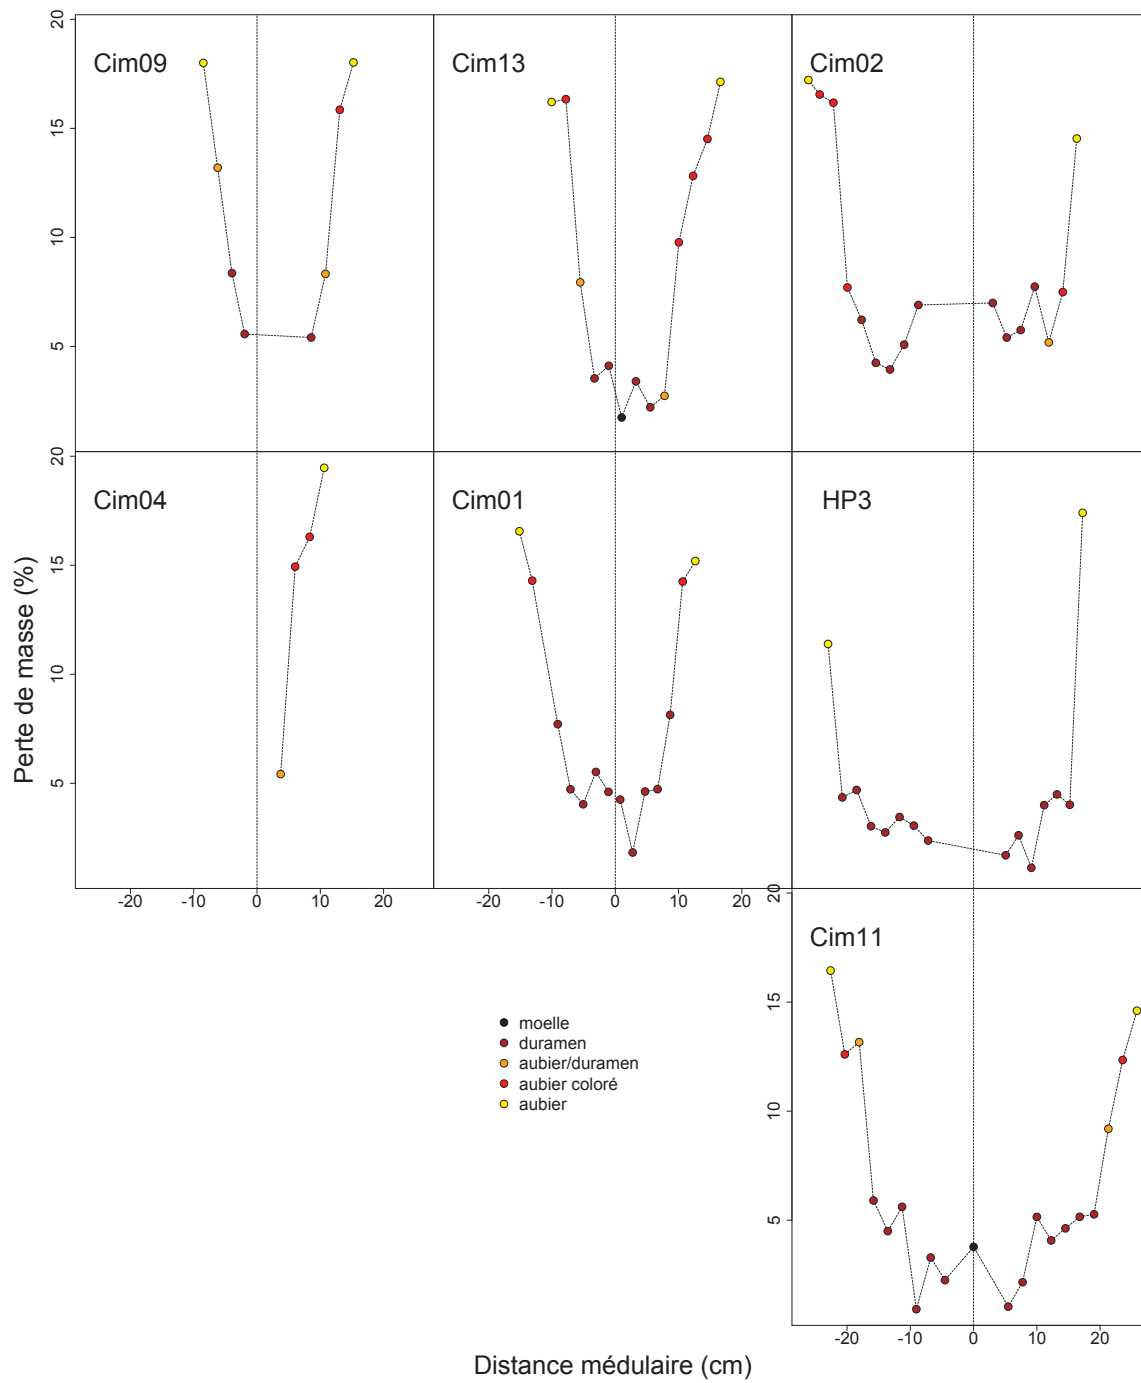 20
15
10
5
Cim09
Cim13
Cim02
20
15
10
5
Cim04
Cim01
HP3
Perte de masse (%)
-20 -10 0 10 20
-20 -10 0 10 20
20
15
10
5
Cim11
moelle
duramen
aubier/duramen
aubier coloré
aubier
-20 -10 0 10 20
Distance médulaire (cm)